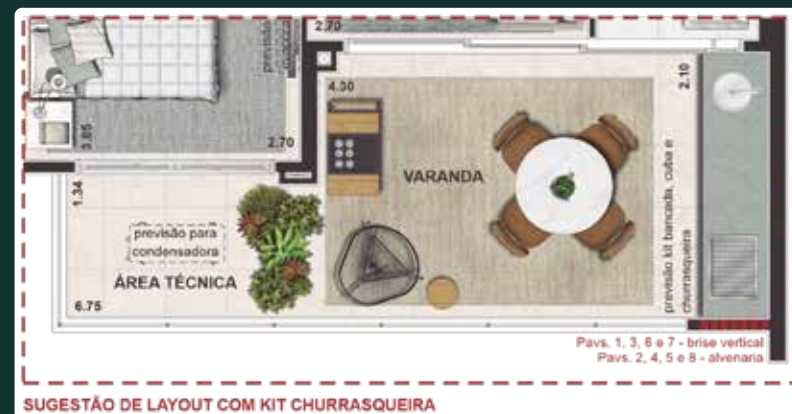 2.70
previsão
4.30
2.10
3.05
2.70
VARANDA
1.34
previsão para
condensadora
ÁREA TÉCNICA
previsão kit bancada, cuba e
churrasqueira
6.75
Pavs. 1, 3, 6 e 7 - brise vertical
Pavs. 2, 4, 5 e 8 - alvenaria
SUGESTÃO DE LAYOUT COM KIT CHURRASQUEIRA